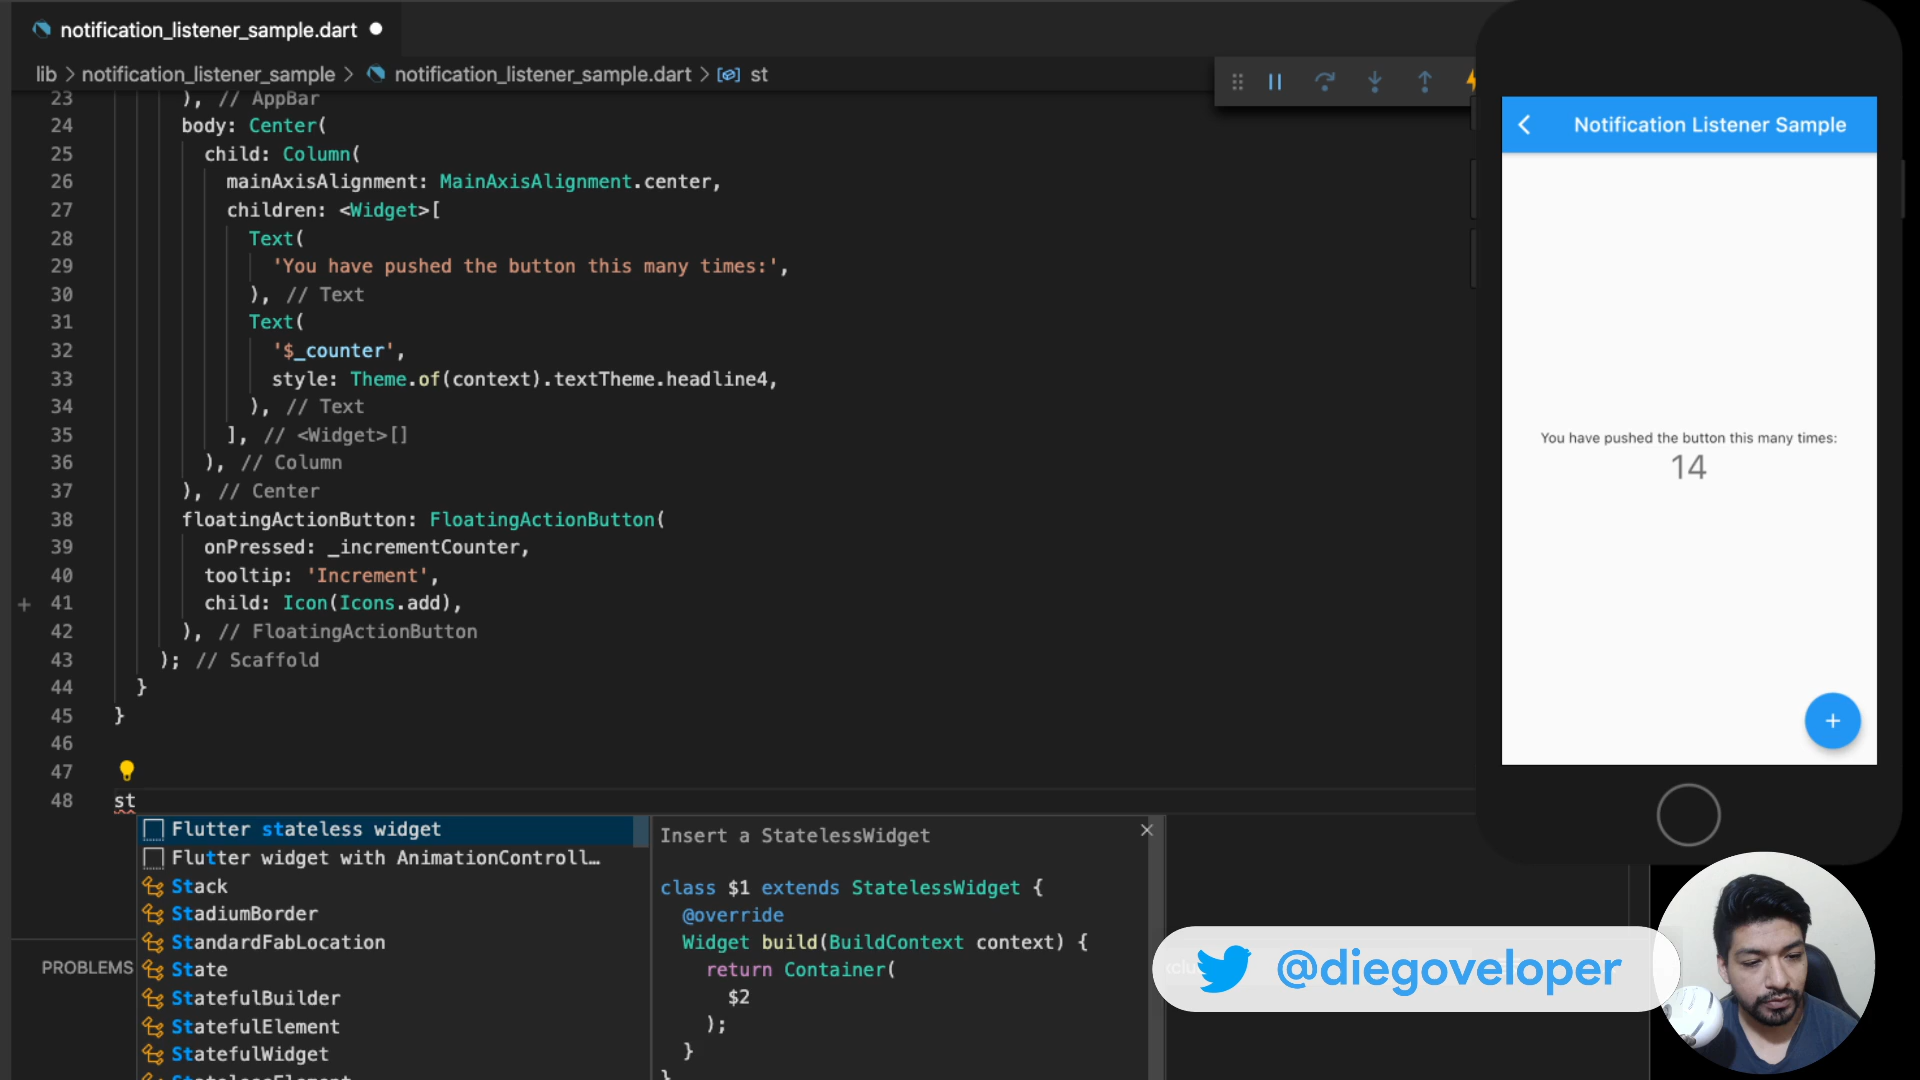 notification_listener_sample.dart
lib > notification_listener_sample > notification_listener_sample.dart > st
23 ), // AppBar
24 body: Center(
25 child: Column(
26 mainAxisAlignment: MainAxisAlignment.center,
27 children: <Widget>[
28 Text(
29 'You have pushed the button this many times:',
30 ), // Text
31 Text(
32 '$_counter',
33 style: Theme.of(context).textTheme.headline4,
34 ), // Text
35 ], // <Widget>[]
36 ), // Column
37 ), // Center
38 floatingActionButton: FloatingActionButton(
39 onPressed: _incrementCounter,
40 tooltip: 'Increment',
+ 41 child: Icon(Icons.add),
42 ), // FloatingActionButton
43 ); // Scaffold
44 }
45 }
46
47
48 st
Flutter stateless widget
Flutter widget with AnimationControll…
Stack
StadiumBorder
StandardFabLocation
State
StatefulBuilder
StatefulElement
StatefulWidget
PROBLEMS
Insert a StatelessWidget
class $1 extends StatelessWidget {
@override
Widget build(BuildContext context) {
return Container(
$2
);
}
}
Notification Listener Sample
You have pushed the button this many times:
14
+
@diegoveloper